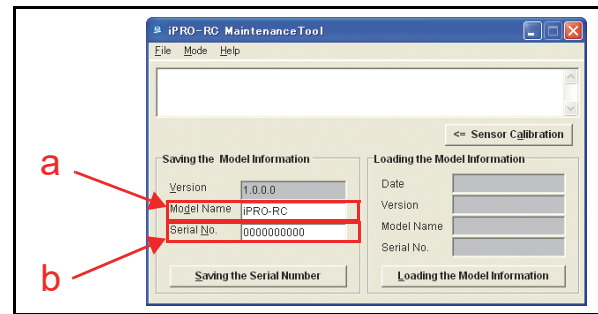 iPRO-RC MaintenanceTool
File Mode Help
<= Sensor Calibration
Saving the Model Information
Version 1.0.0.0
Model Name iPRO-RC
Serial No. 0000000000
Saving the Serial Number
Loading the Model Information
Date
Version
Model Name
Serial No.
Loading the Model Information
a
b